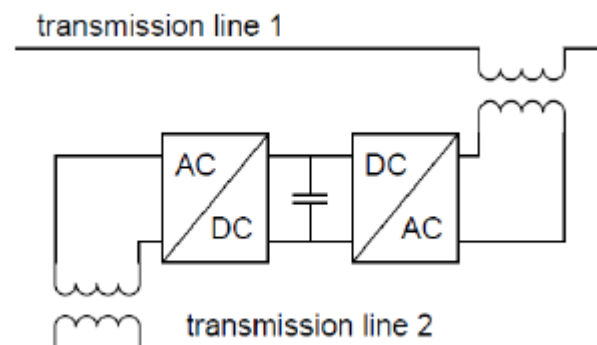 transmission line 1
AC
DC
DC
AC
transmission line 2